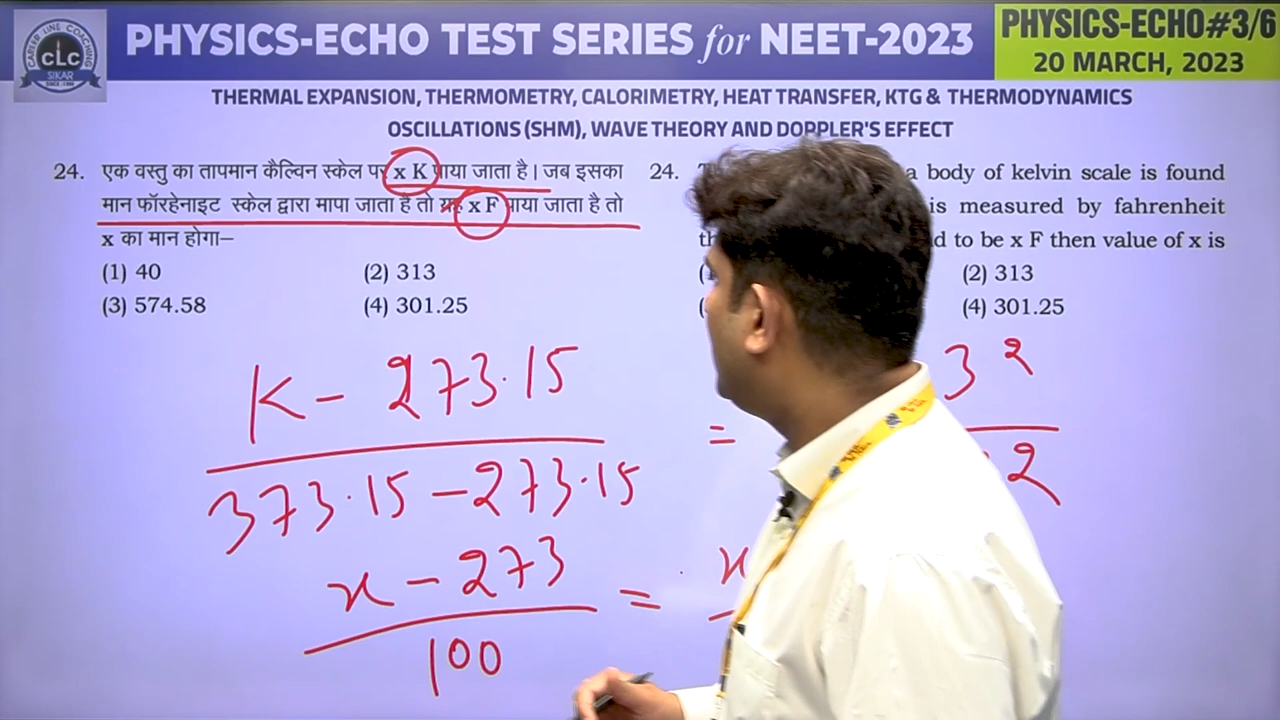 CAREER LINE COACHING
CLC
SIKAR
SINCE : 1996
PHYSICS-ECHO TEST SERIES for NEET-2023
PHYSICS-ECHO#3/6
20 MARCH, 2023
THERMAL EXPANSION, THERMOMETRY, CALORIMETRY, HEAT TRANSFER, KTG & THERMODYNAMICS
OSCILLATIONS (SHM), WAVE THEORY AND DOPPLER'S EFFECT
24. एक वस्तु का तापमान कैल्विन स्केल पर x K पाया जाता है। जब इसका
मान फॉरहेनाइट स्केल द्वारा मापा जाता है तो यह x F पाया जाता है तो
x का मान होगा–
(1) 40 (2) 313
(3) 574.58 (4) 301.25
24. a body of kelvin scale is found
is measured by fahrenheit
d to be x F then value of x is
(2) 313
(4) 301.25
K - 273.15
373.15 - 273.15
=
32
2
x - 273
100
= x